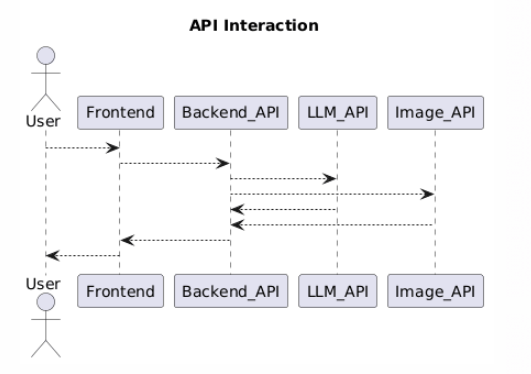 API Interaction
User
Frontend
Backend_API
LLM_API
Image_API
User
Frontend
Backend_API
LLM_API
Image_API